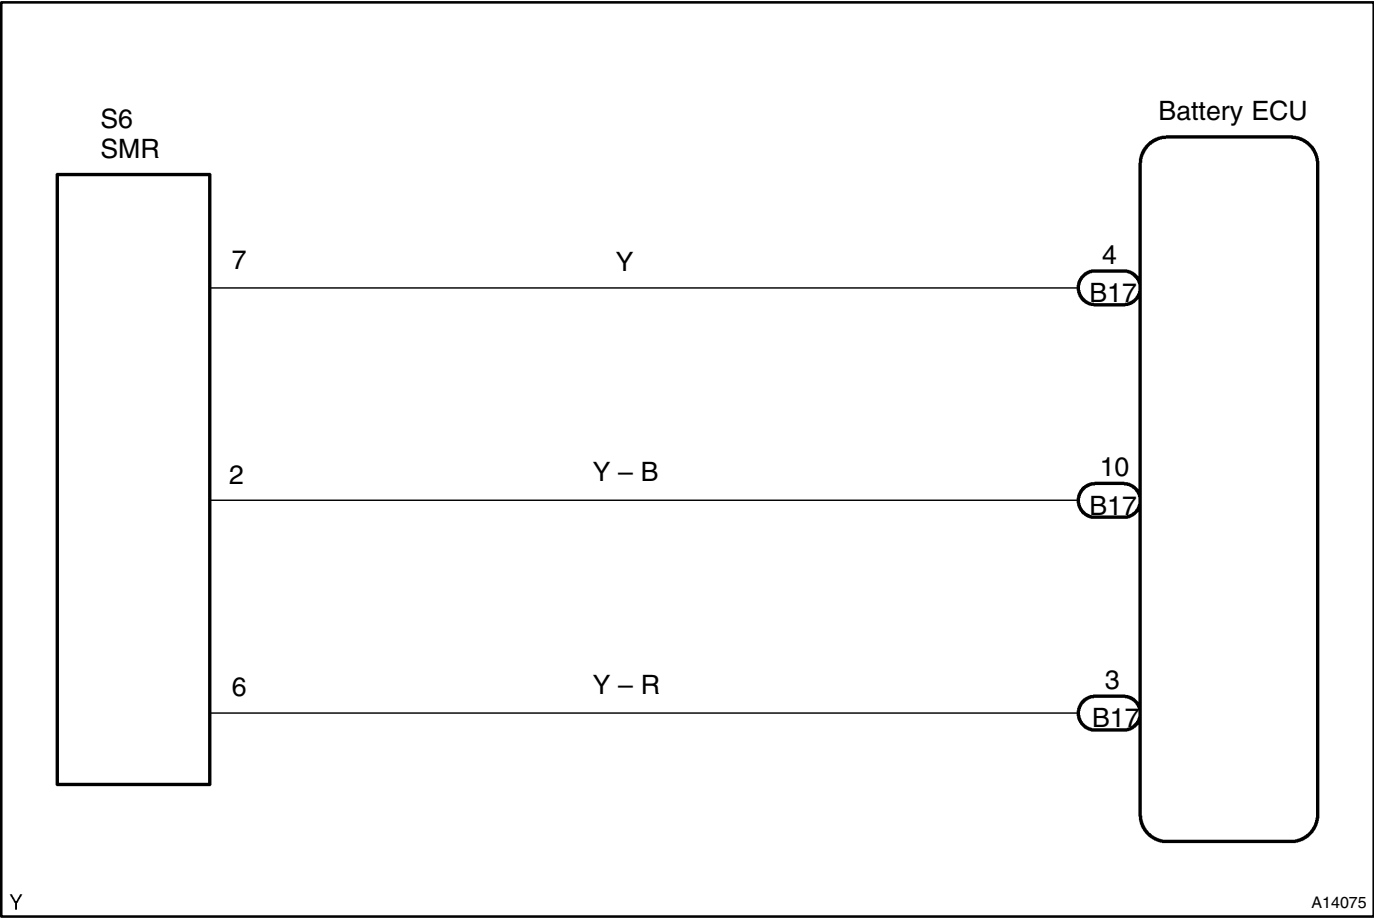 Battery ECU
S6
SMR
7
Y
4
B17
2
Y – B
10
B17
6
Y – R
3
B17
Y
A14075